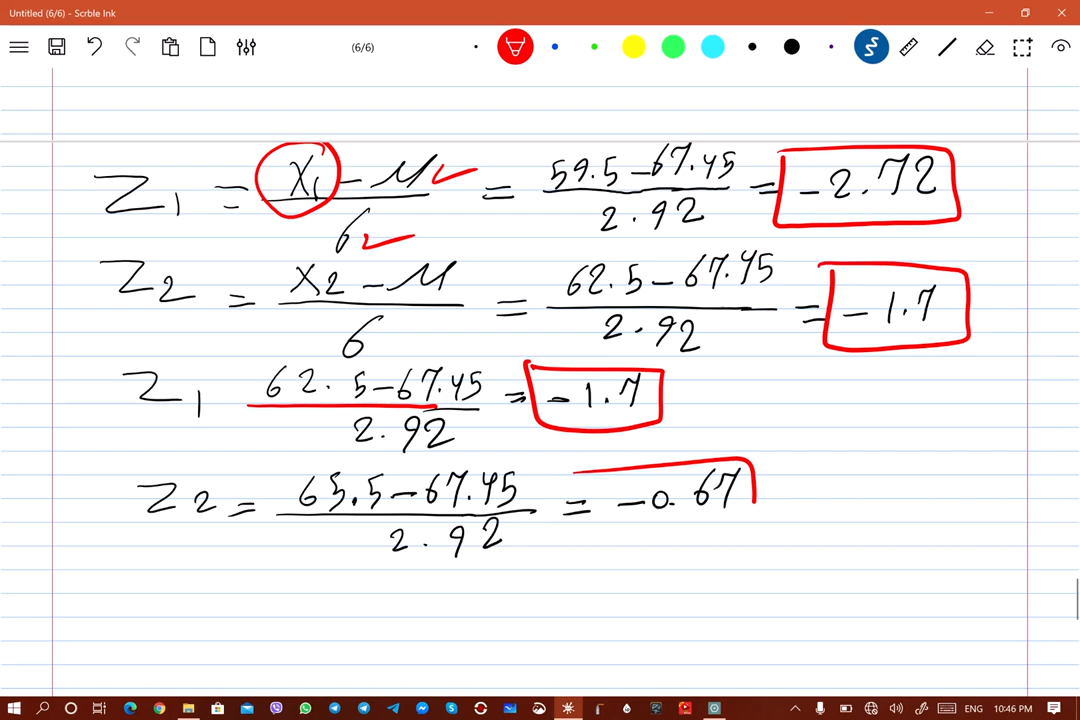 Untitled (6/6) - Scrble Ink
(6/6)
Z1 = X1 - μ / 6 = 59.5 - 67.45 / 2.92 = -2.72
Z2 = X2 - μ / 6 = 62.5 - 67.45 / 2.92 = -1.7
Z1 62.5 - 67.45 / 2.92 = -1.7
Z2 = 65.5 - 67.45 / 2.92 = -0.67
ENG 10:46 PM